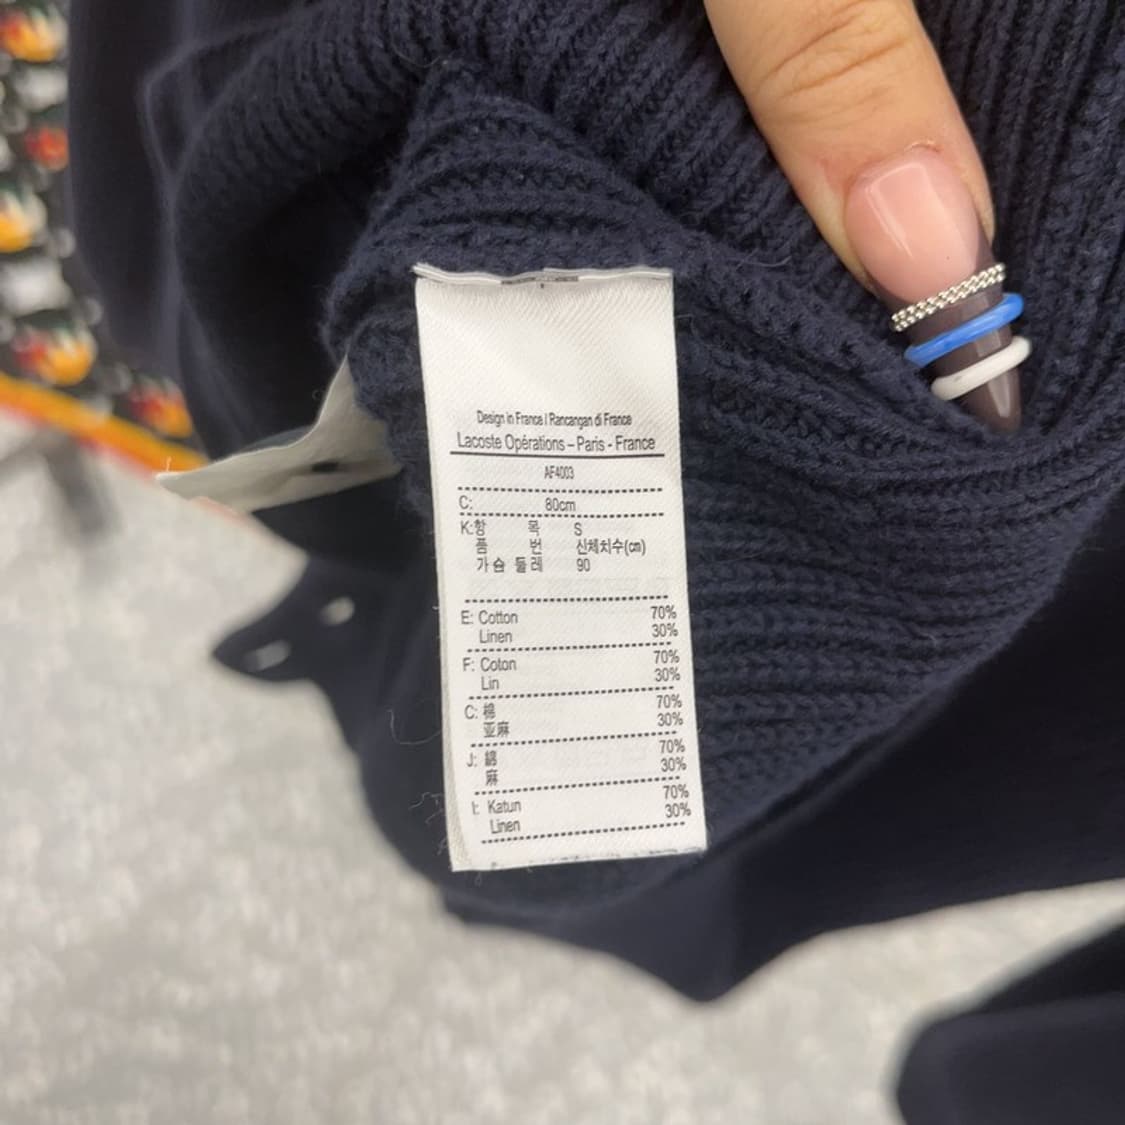 Design in France / Rancangan di France
Lacoste Opérations – Paris - France
AF4003
C: 80cm
K:항 목 S
품 번 신체치수(cm)
가슴 둘레 90
E: Cotton 70%
Linen 30%
F: Coton 70%
Lin 30%
C: 棉 70%
亚麻 30%
J: 綿 70%
麻 30%
I: Katun 70%
Linen 30%